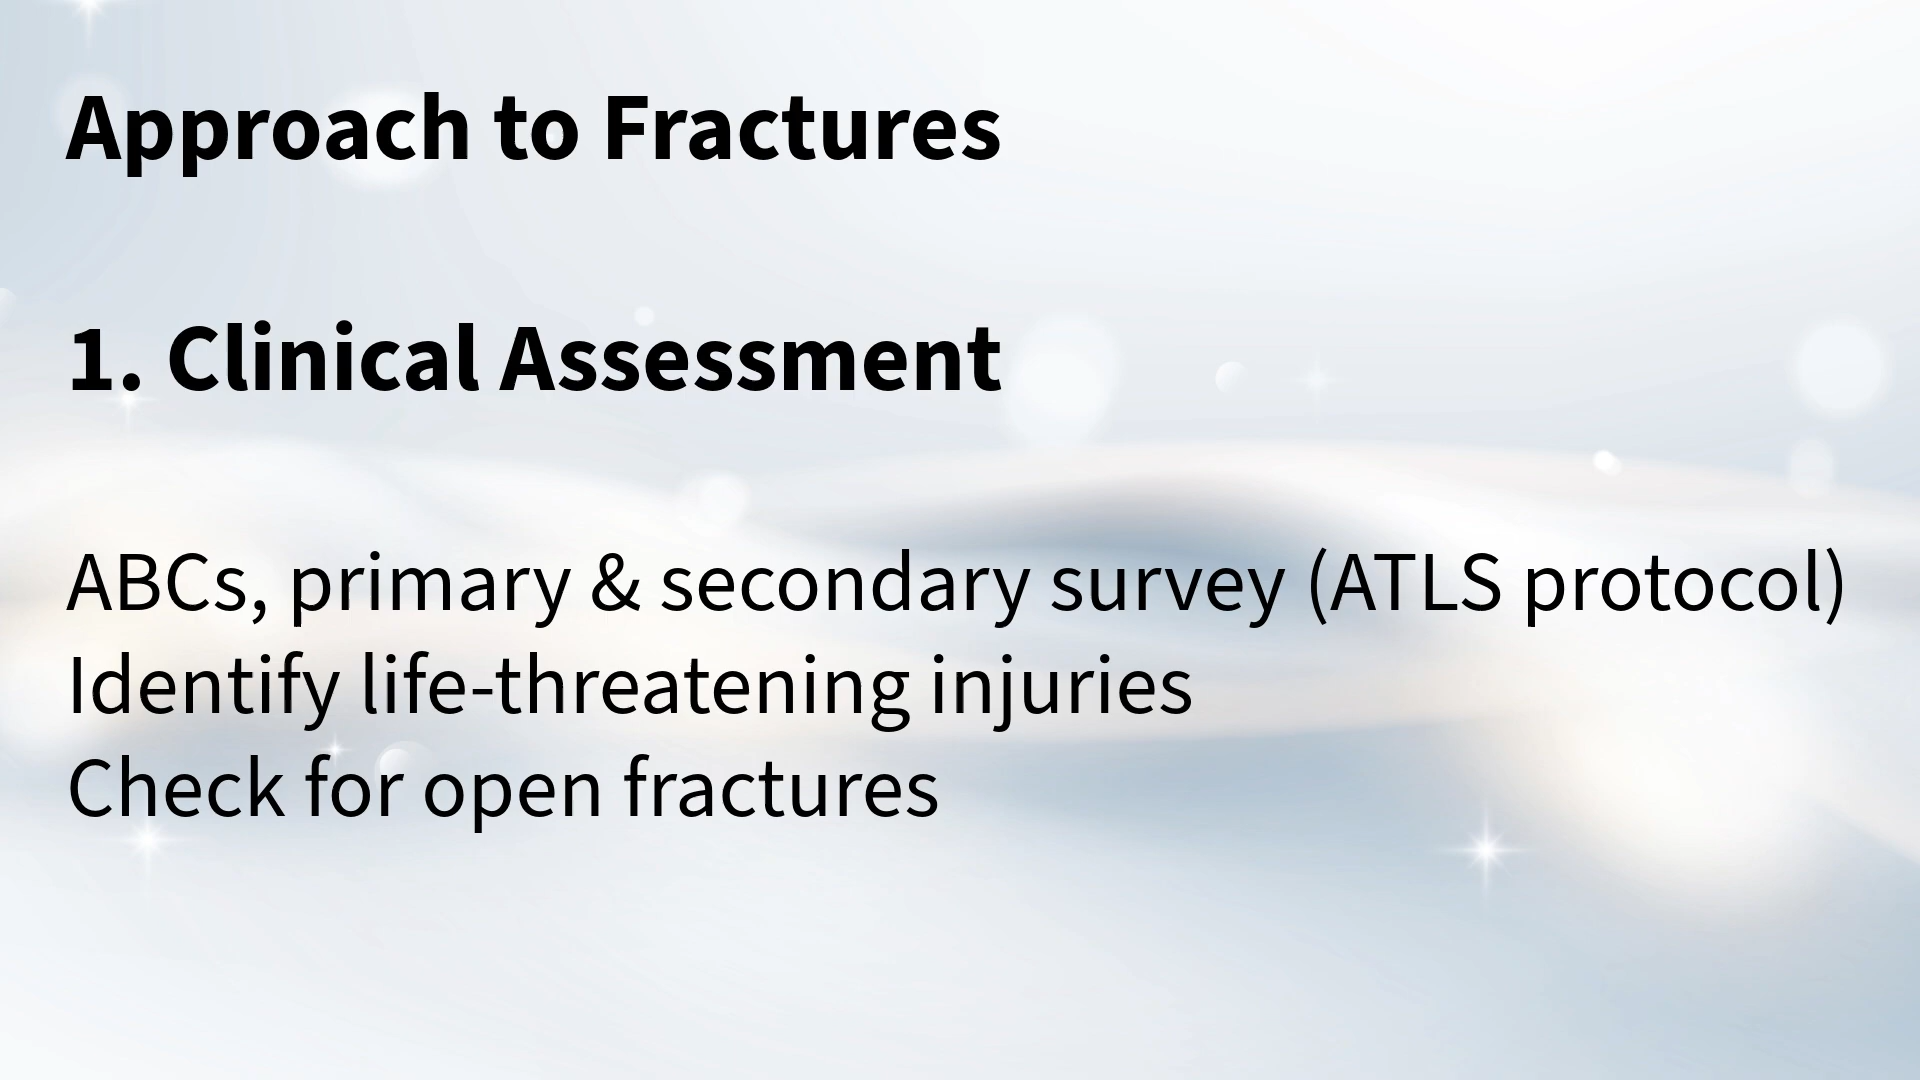 Approach to Fractures
1. Clinical Assessment
ABCs, primary & secondary survey (ATLS protocol)
Identify life-threatening injuries
Check for open fractures